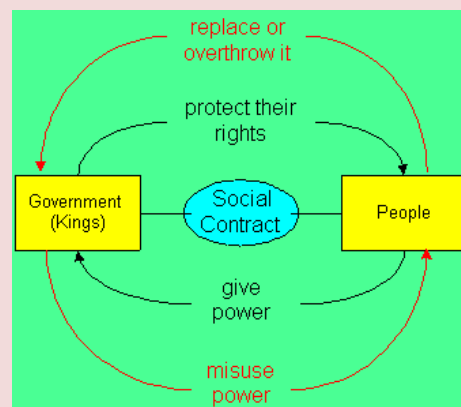 replace or
overthrow it
protect their
rights
Government
(Kings)
Social
Contract
People
give
power
misuse
power